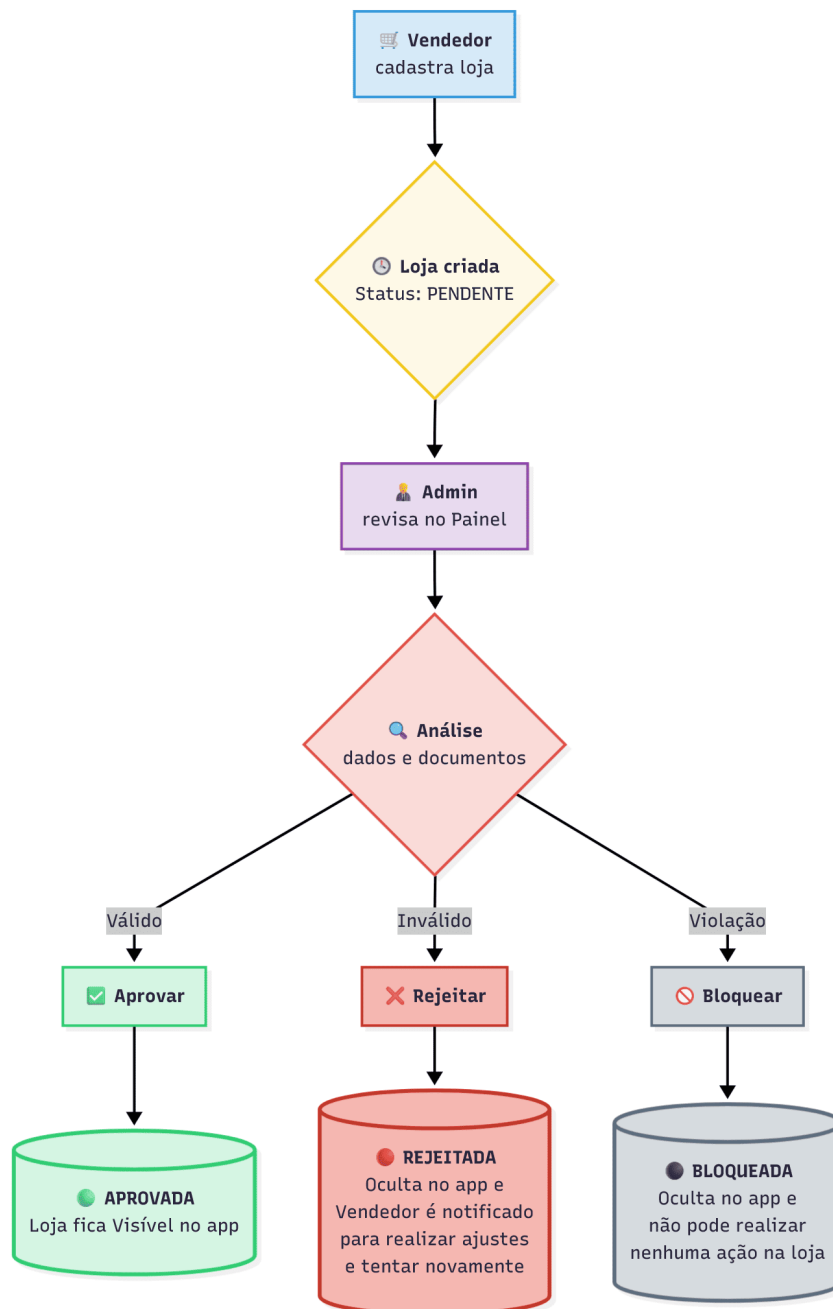 🛒 Vendedor
cadastra loja
🕒 Loja criada
Status: PENDENTE
👨‍💼 Admin
revisa no Painel
🔍 Análise
dados e documentos
Válido
Inválido
Violação
✅ Aprovar
❌ Rejeitar
🚫 Bloquear
🟢 APROVADA
Loja fica Visível no app
🔴 REJEITADA
Oculta no app e
Vendedor é notificado
para realizar ajustes
e tentar novamente
⚫ BLOQUEADA
Oculta no app e
não pode realizar
nenhuma ação na loja